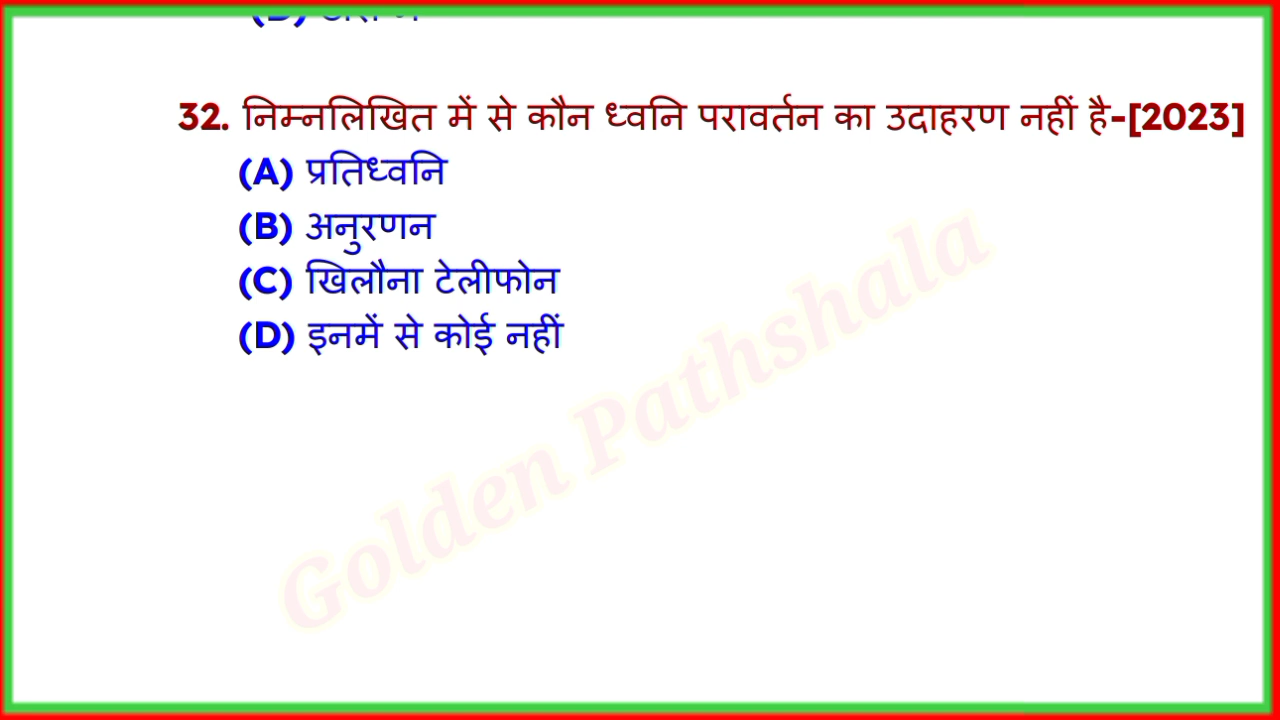 32. निम्नलिखित में से कौन ध्वनि परावर्तन का उदाहरण नहीं है-[2023]
(A) प्रतिध्वनि
(B) अनुरणन
(C) खिलौना टेलीफोन
(D) इनमें से कोई नहीं
Golden Pathshala